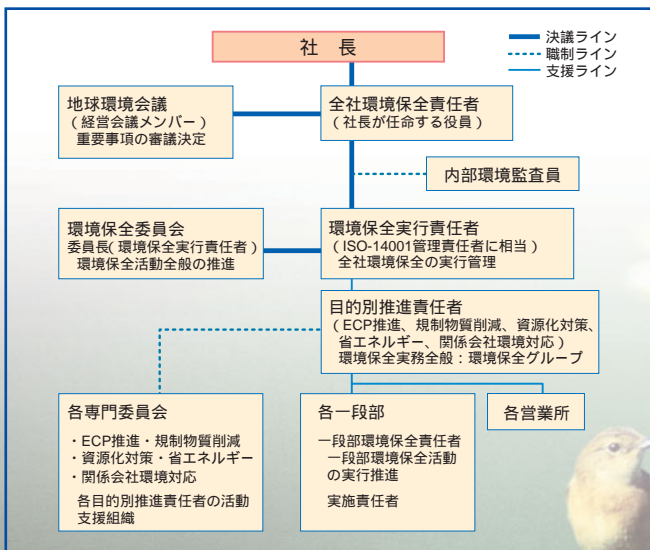 社 長
決議ライン
職制ライン
支援ライン
地球環境会議
（経営会議メンバー）
重要事項の審議決定
全社環境保全責任者
（社長が任命する役員）
内部環境監査員
環境保全委員会
委員長（環境保全実行責任者）
環境保全活動全般の推進
環境保全実行責任者
（ISO-14001管理責任者に相当）
全社環境保全の実行管理
目的別推進責任者
（ECP推進、規制物質削減、資源化対策、
省エネルギー、関係会社環境対応）
環境保全実務全般：環境保全グループ
各専門委員会
・ECP推進・規制物質削減
・資源化対策・省エネルギー
・関係会社環境対応
各目的別推進責任者の活動
支援組織
各一段部
一段部環境保全責任者
一段部環境保全活動
の実行推進
実施責任者
各営業所